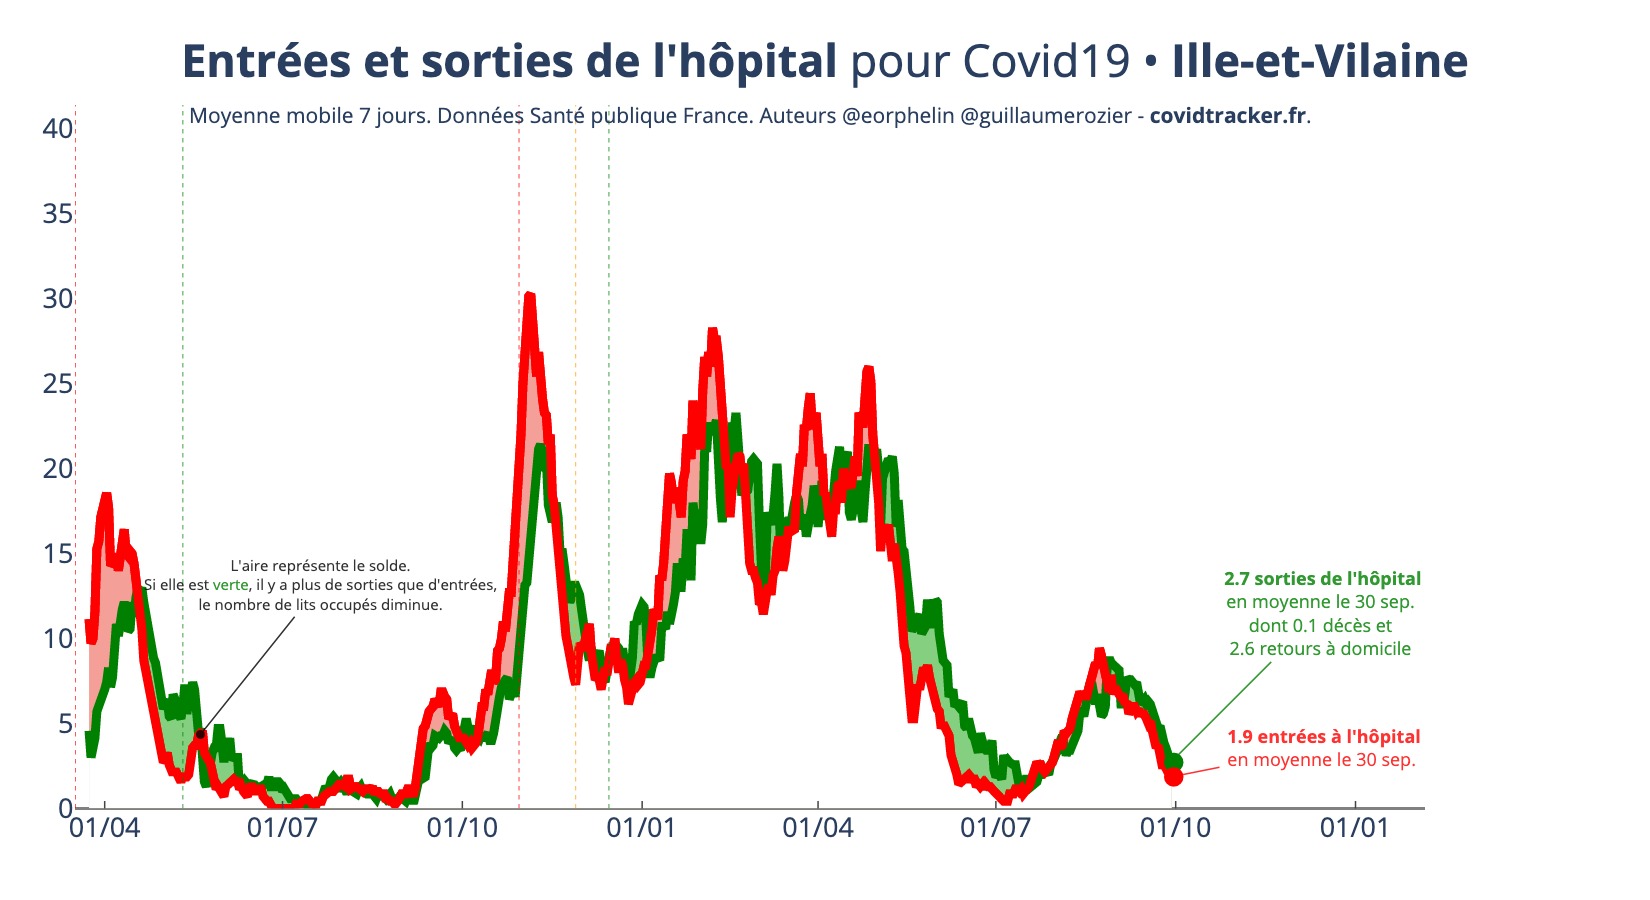 Entrées et sorties de l'hôpital pour Covid19 • Ille-et-Vilaine
Moyenne mobile 7 jours. Données Santé publique France. Auteurs @eorphelin @guillaumerozier - covidtracker.fr.
40
35
30
25
20
15
10
5
0
L'aire représente le solde.
Si elle est verte, il y a plus de sorties que d'entrées,
le nombre de lits occupés diminue.
2.7 sorties de l'hôpital
en moyenne le 30 sep.
dont 0.1 décès et
2.6 retours à domicile
1.9 entrées à l'hôpital
en moyenne le 30 sep.
01/04 01/07 01/10 01/01 01/04 01/07 01/10 01/01